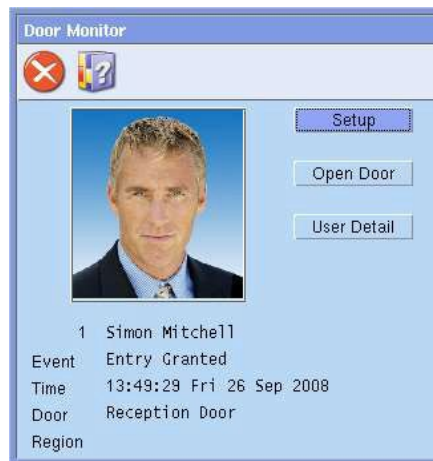 Door Monitor
?
Setup
Open Door
User Detail
1 Simon Mitchell
Event Entry Granted
Time 13:49:29 Fri 26 Sep 2008
Door Reception Door
Region